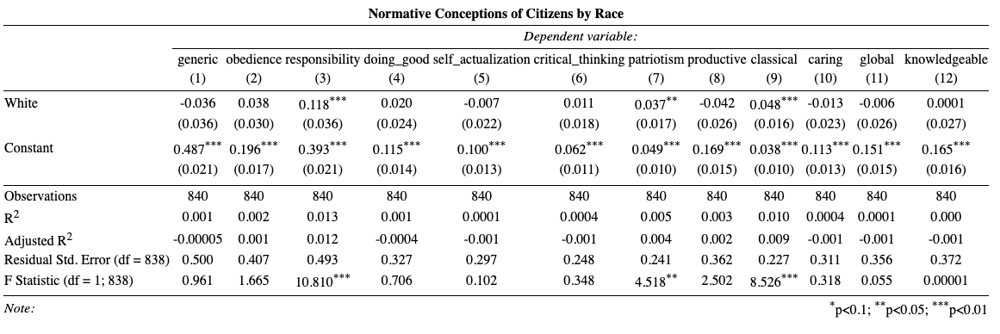 Normative Conceptions of Citizens by Race
Dependent variable:
generic obedience responsibility doing_good self_actualization critical_thinking patriotism productive classical caring global knowledgeable
(1) (2) (3) (4) (5) (6) (7) (8) (9) (10) (11) (12)
White -0.036 0.038 0.118*** 0.020 -0.007 0.011 0.037** -0.042 0.048*** -0.013 -0.006 0.0001
(0.036) (0.030) (0.036) (0.024) (0.022) (0.018) (0.017) (0.026) (0.016) (0.023) (0.026) (0.027)
Constant 0.487*** 0.196*** 0.393*** 0.115*** 0.100*** 0.062*** 0.049*** 0.169*** 0.038*** 0.113*** 0.151*** 0.165***
(0.021) (0.017) (0.021) (0.014) (0.013) (0.011) (0.010) (0.015) (0.010) (0.013) (0.015) (0.016)
Observations 840 840 840 840 840 840 840 840 840 840 840 840
R2 0.001 0.002 0.013 0.001 0.0001 0.0004 0.005 0.003 0.010 0.0004 0.0001 0.000
Adjusted R2 -0.00005 0.001 0.012 -0.0004 -0.001 -0.001 0.004 0.002 0.009 -0.001 -0.001 -0.001
Residual Std. Error (df = 838) 0.500 0.407 0.493 0.327 0.297 0.248 0.241 0.362 0.227 0.311 0.356 0.372
F Statistic (df = 1; 838) 0.961 1.665 10.810*** 0.706 0.102 0.348 4.518** 2.502 8.526*** 0.318 0.055 0.00001
Note: *p<0.1; **p<0.05; ***p<0.01